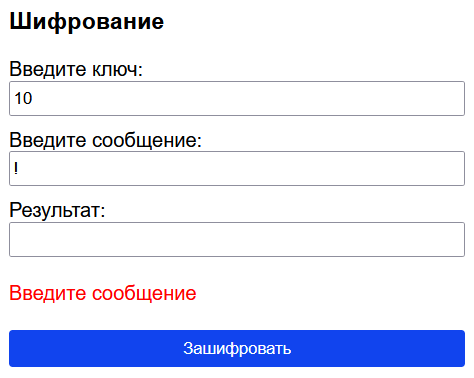 Шифрование
Введите ключ:
10
Введите сообщение:
!
Результат:
Введите сообщение
Зашифровать